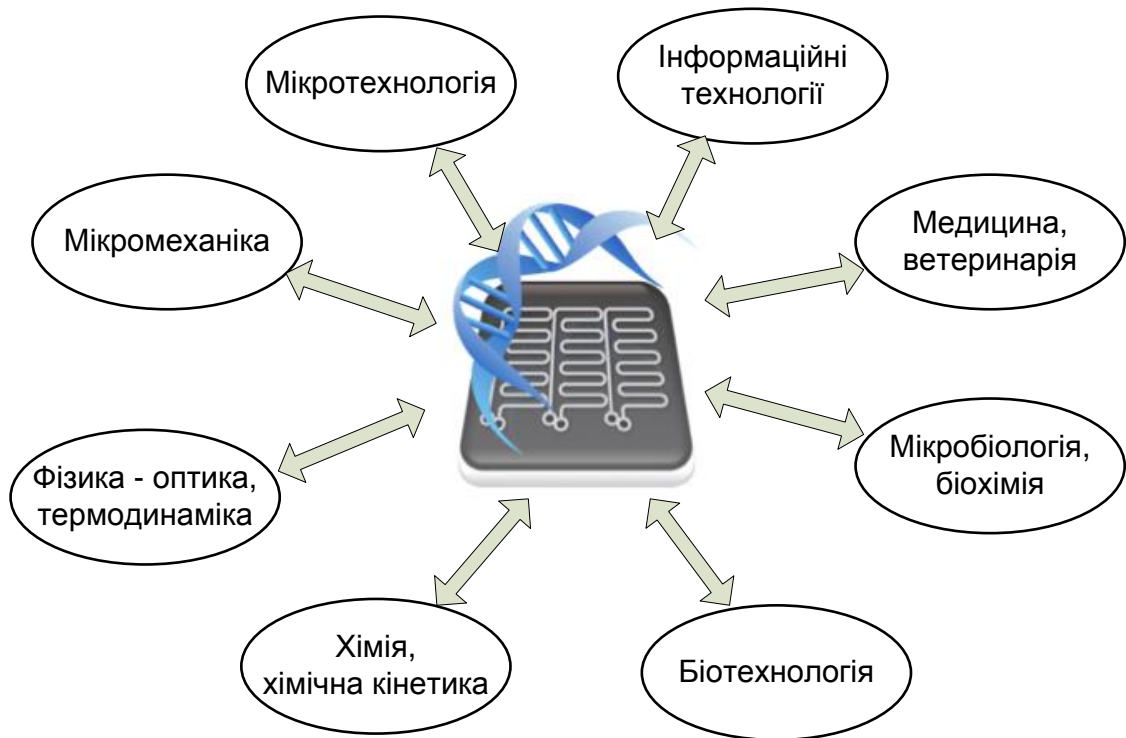 Мікротехнологія
Інформаційні
технології
Мікромеханіка
Медицина,
ветеринарія
Фізика - оптика,
термодинаміка
Мікробіологія,
біохімія
Хімія,
хімічна кінетика
Біотехнологія